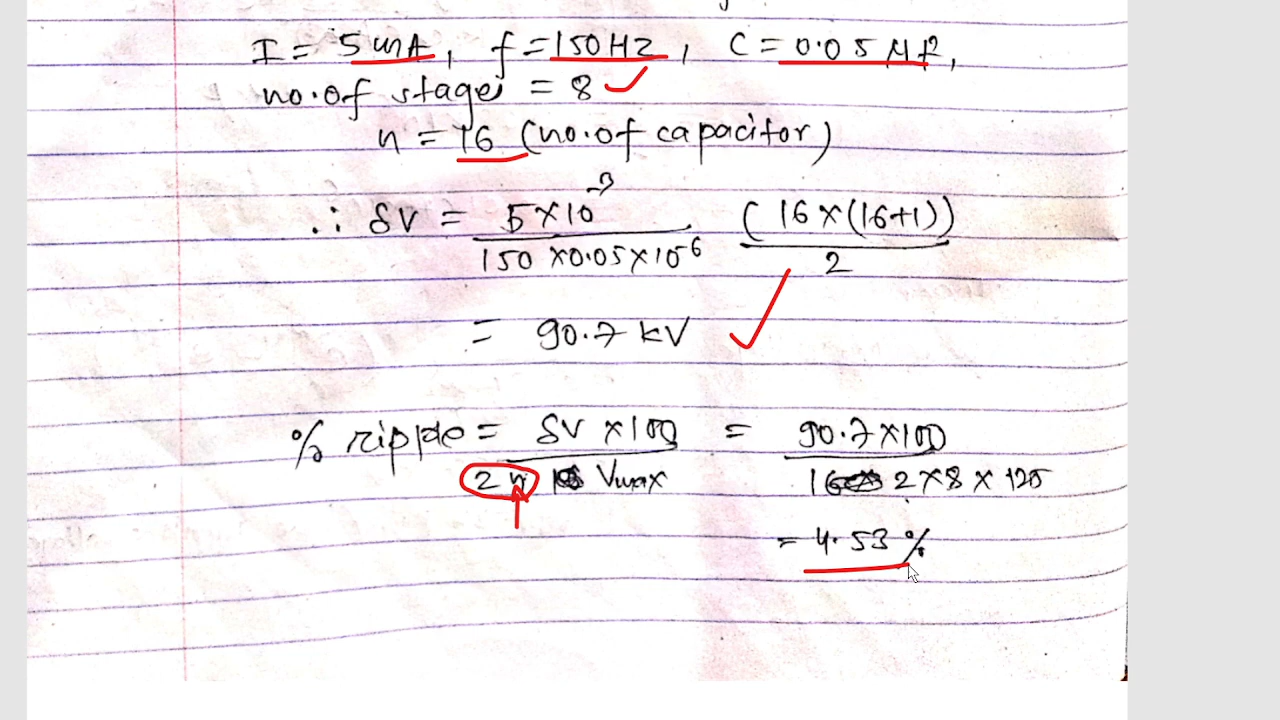 I = 5 mA, f = 150 Hz, C = 0.05 μF,
no. of stages = 8
n = 16 (no. of capacitor)
∴ δV = 5×10^-3 / 150 × 0.05 × 10^-6 (16 × (16+1)) / 2
= 90.7 kV
% ripple = δV × 100 / 2n Vmax = 90.7 × 100 / 16 2 × 8 × 125
= 4.53 %